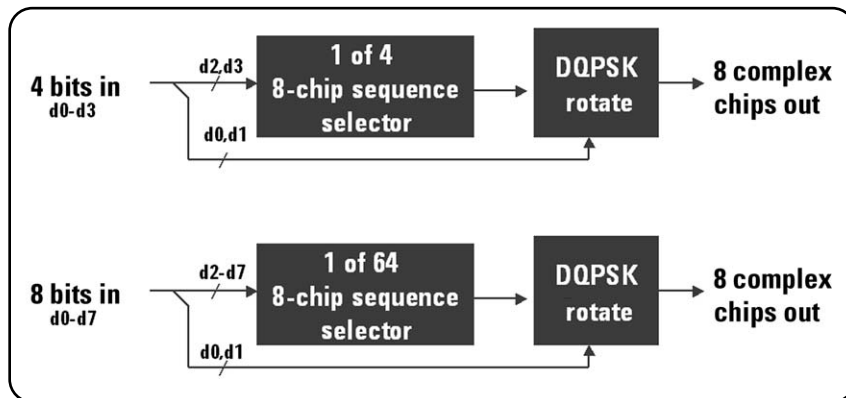 4 bits in
d0-d3
d2,d3
d0,d1
1 of 4
8-chip sequence
selector
DQPSK
rotate
8 complex
chips out
8 bits in
d0-d7
d2-d7
d0,d1
1 of 64
8-chip sequence
selector
DQPSK
rotate
8 complex
chips out